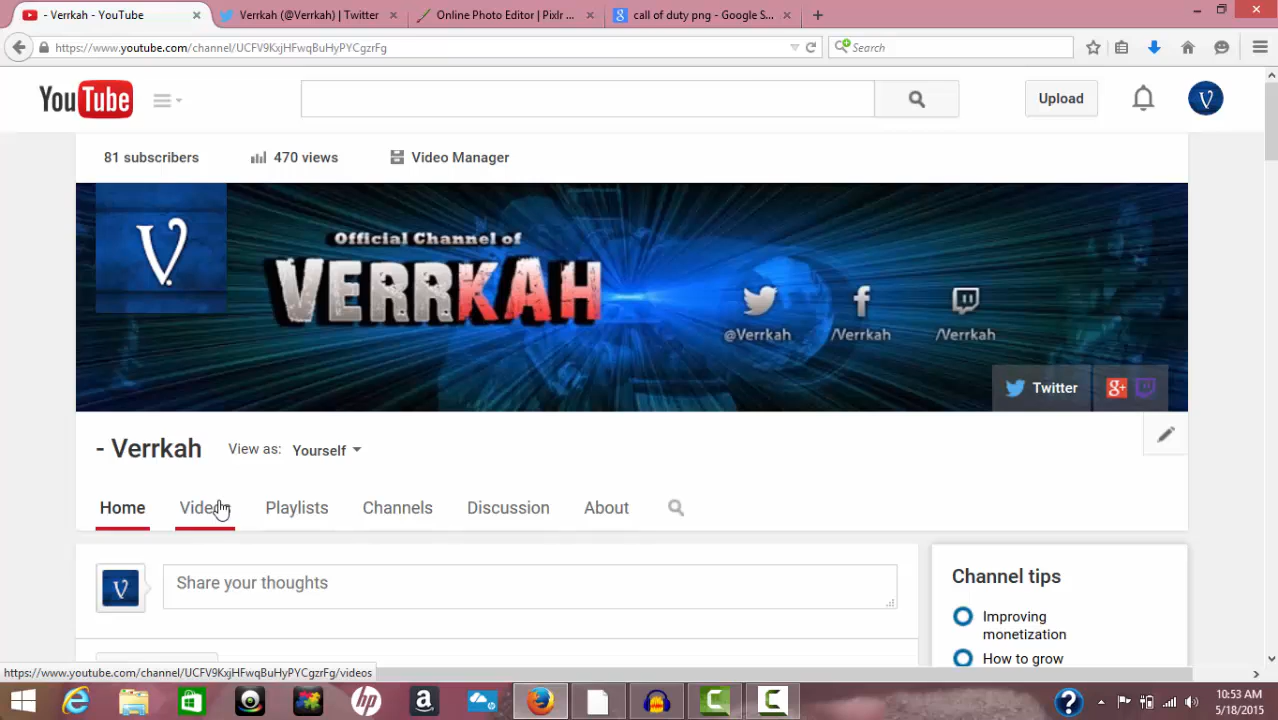 - Verrkah - YouTube
Verrkah (@Verrkah) | Twitter
Online Photo Editor | Pixlr ...
call of duty png - Google S...
https://www.youtube.com/channel/UCFV9KxjHFwqBuHyPYCgzrFg
Search
YouTube
Upload
V
81 subscribers
470 views
Video Manager
V.
Official Channel of
VERRKAH
@Verrkah
/Verrkah
/Verrkah
Twitter
g+
- Verrkah
View as:
Yourself
Home
Videos
Playlists
Channels
Discussion
About
V
Share your thoughts
Channel tips
Improving
monetization
How to grow
https://www.youtube.com/channel/UCFV9KxjHFwqBuHyPYCgzrFg/videos
10:53 AM
5/18/2015